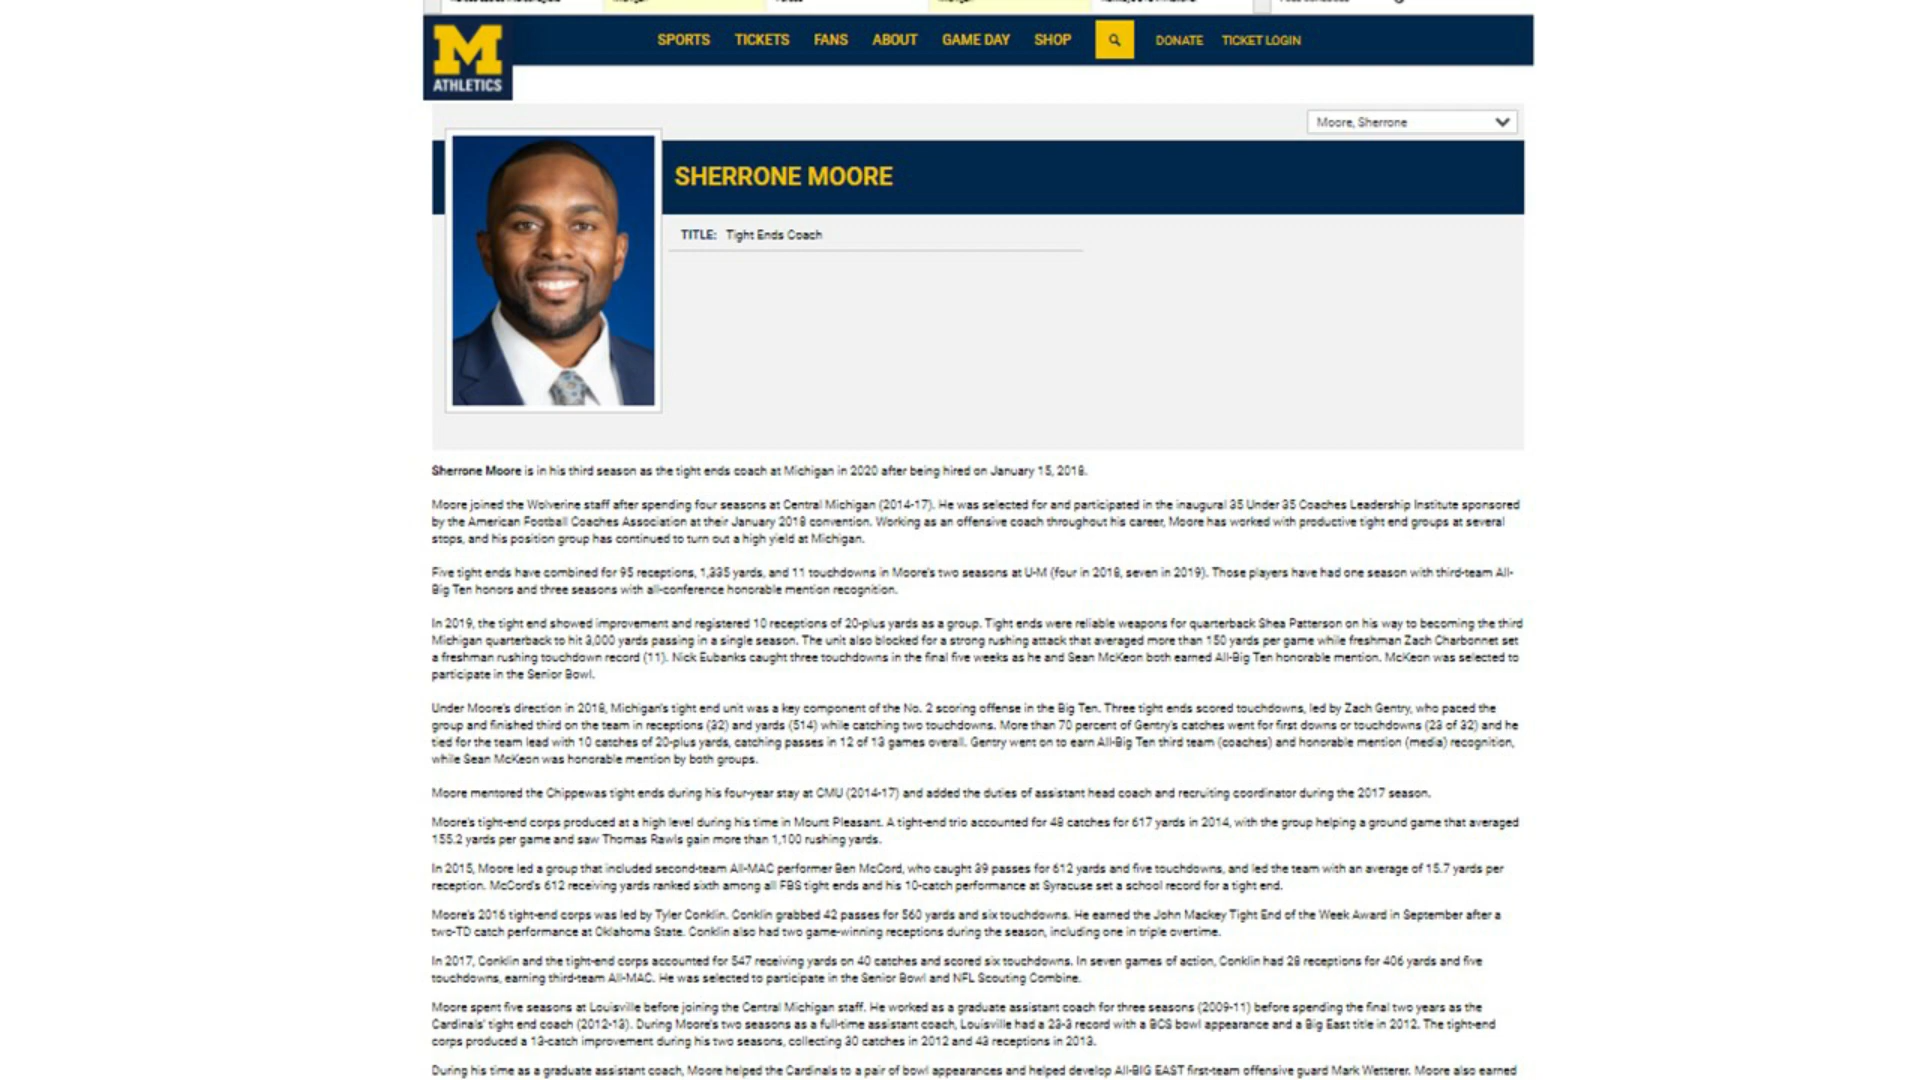 SPORTS TICKETS FANS ABOUT GAME DAY SHOP DONATE TICKET LOGIN
M
ATHLETICS
Moore, Sherrone
SHERRONE MOORE
TITLE: Tight Ends Coach
Sherrone Moore is in his third season as the tight ends coach at Michigan in 2020 after being hired on January 15, 2018.
Moore joined the Wolverine staff after spending four seasons at Central Michigan (2014-17). He was selected for and participated in the inaugural 35 Under 35 Coaches Leadership Institute sponsored
by the American Football Coaches Association at their January 2018 convention. Working as an offensive coach throughout his career, Moore has worked with productive tight end groups at several
stops, and his position group has continued to turn out a high yield at Michigan.
Five tight ends have combined for 95 receptions, 1,335 yards, and 11 touchdowns in Moore's two seasons at U-M (four in 2018, seven in 2019). Those players have had one season with third-team All-
Big Ten honors and three seasons with all-conference honorable mention recognition.
In 2019, the tight end showed improvement and registered 10 receptions of 20-plus yards as a group. Tight ends were reliable weapons for quarterback Shea Patterson on his way to becoming the third
Michigan quarterback to hit 3,000 yards passing in a single season. The unit also blocked for a strong rushing attack that averaged more than 150 yards per game while freshman Zach Charbonnet set
a freshman rushing touchdown record (11). Nick Eubanks caught three touchdowns in the final five weeks as he and Sean McKeon both earned All-Big Ten honorable mention. McKeon was selected to
participate in the Senior Bowl.
Under Moore's direction in 2018, Michigan's tight end unit was a key component of the No. 2 scoring offense in the Big Ten. Three tight ends scored touchdowns, led by Zach Gentry, who paced the
group and finished third on the team in receptions (32) and yards (514) while catching two touchdowns. More than 70 percent of Gentry's catches went for first downs or touchdowns (23 of 32) and he
tied for the team lead with 10 catches of 20-plus yards, catching passes in 12 of 13 games overall. Gentry went on to earn All-Big Ten third team (coaches) and honorable mention (media) recognition,
while Sean McKeon was honorable mention by both groups.
Moore mentored the Chippewas tight ends during his four-year stay at CMU (2014-17) and added the duties of assistant head coach and recruiting coordinator during the 2017 season.
Moore's tight-end corps produced at a high level during his time in Mount Pleasant. A tight-end trio accounted for 48 catches for 617 yards in 2014, with the group helping a ground game that averaged
155.2 yards per game and saw Thomas Rawls gain more than 1,100 rushing yards.
In 2015, Moore led a group that included second-team All-MAC performer Ben McCord, who caught 39 passes for 612 yards and five touchdowns, and led the team with an average of 15.7 yards per
reception. McCord's 612 receiving yards ranked sixth among all FBS tight ends and his 10-catch performance at Syracuse set a school record for a tight end.
Moore's 2016 tight-end corps was led by Tyler Conklin. Conklin grabbed 42 passes for 560 yards and six touchdowns. He earned the John Mackey Tight End of the Week Award in September after a
two-TD catch performance at Oklahoma State. Conklin also had two game-winning receptions during the season, including one in triple overtime.
In 2017, Conklin and the tight-end corps accounted for 547 receiving yards on 40 catches and scored six touchdowns. In seven games of action, Conklin had 28 receptions for 406 yards and five
touchdowns, earning third-team All-MAC. He was selected to participate in the Senior Bowl and NFL Scouting Combine.
Moore spent five seasons at Louisville before joining the Central Michigan staff. He worked as a graduate assistant coach for three seasons (2009-11) before spending the final two years as the
Cardinals' tight end coach (2012-13). During Moore's two seasons as a full-time assistant coach, Louisville had a 23-3 record with a BCS bowl appearance and a Big East title in 2012. The tight-end
corps produced a 13-catch improvement during his two seasons, collecting 30 catches in 2012 and 43 receptions in 2013.
During his time as a graduate assistant coach, Moore helped the Cardinals to a pair of bowl appearances and helped develop All-BIG EAST first-team offensive guard Mark Wetterer. Moore also earned